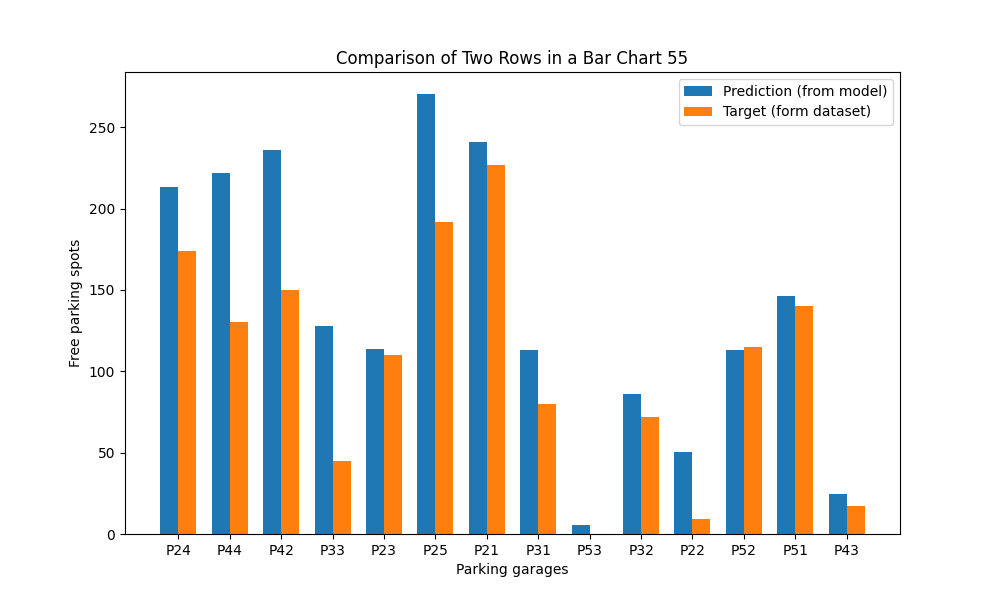 Comparison of Two Rows in a Bar Chart 55
Prediction (from model)
Target (form dataset)
Free parking spots
250
200
150
100
50
0
P24 P44 P42 P33 P23 P25 P21 P31 P53 P32 P22 P52 P51 P43
Parking garages